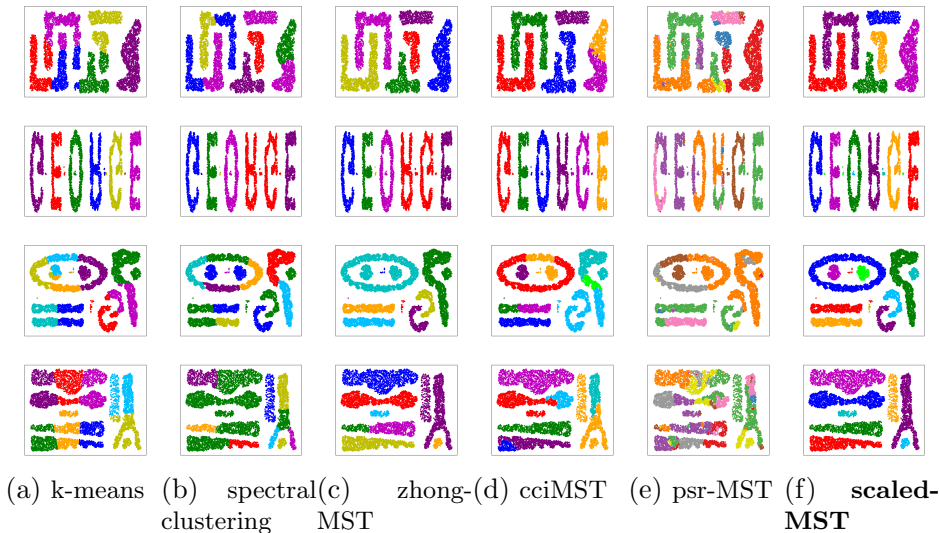 (a) k-means (b) spectral (c) zhong- (d) cciMST (e) psr-MST (f) scaled-
clustering MST MST